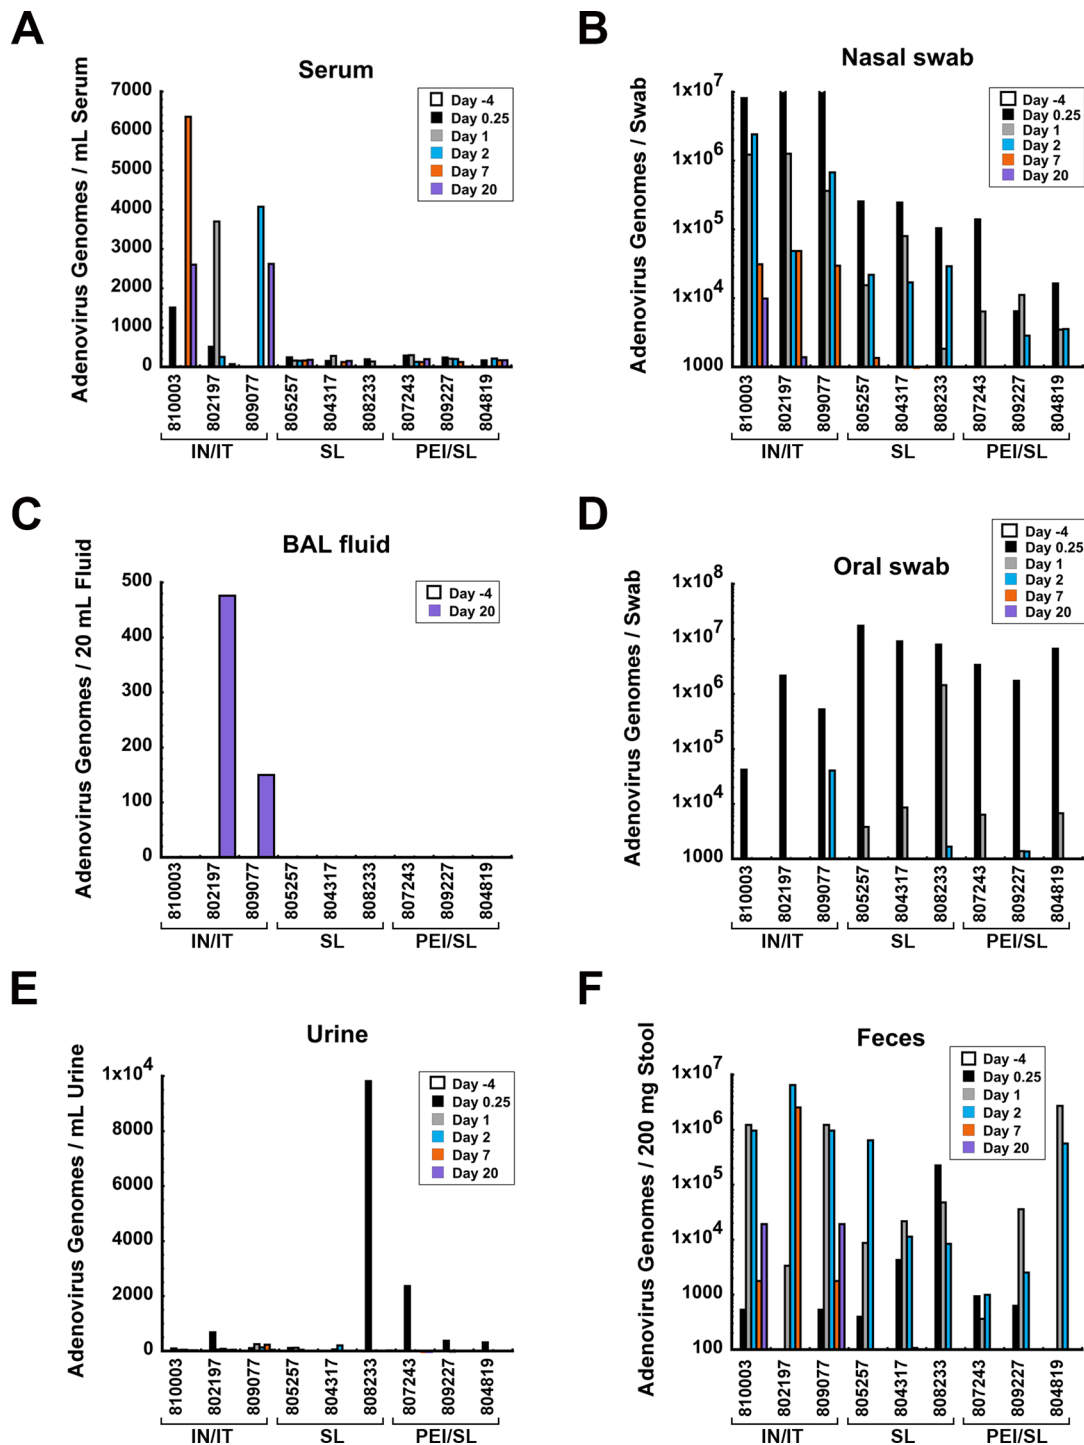 A
Serum
Adenovirus Genomes / mL Serum
7000
6000
5000
4000
3000
2000
1000
0
Day -4
Day 0.25
Day 1
Day 2
Day 7
Day 20
810003
802197
809077
805257
804317
808233
807243
809227
804819
IN/IT
SL
PEI/SL
B
Nasal swab
Adenovirus Genomes / Swab
1x10^7
1x10^6
1x10^5
1x10^4
1000
Day -4
Day 0.25
Day 1
Day 2
Day 7
Day 20
810003
802197
809077
805257
804317
808233
807243
809227
804819
IN/IT
SL
PEI/SL
C
BAL fluid
Adenovirus Genomes / 20 mL Fluid
500
400
300
200
100
0
Day -4
Day 20
810003
802197
809077
805257
804317
808233
807243
809227
804819
IN/IT
SL
PEI/SL
D
Oral swab
Adenovirus Genomes / Swab
1x10^8
1x10^7
1x10^6
1x10^5
1x10^4
1000
Day -4
Day 0.25
Day 1
Day 2
Day 7
Day 20
810003
802197
809077
805257
804317
808233
807243
809227
804819
IN/IT
SL
PEI/SL
E
Urine
Adenovirus Genomes / mL Urine
1x10^4
8000
6000
4000
2000
0
Day -4
Day 0.25
Day 1
Day 2
Day 7
Day 20
810003
802197
809077
805257
804317
808233
807243
809227
804819
IN/IT
SL
PEI/SL
F
Feces
Adenovirus Genomes / 200 mg Stool
1x10^7
1x10^6
1x10^5
1x10^4
1000
100
Day -4
Day 0.25
Day 1
Day 2
Day 7
Day 20
810003
802197
809077
805257
804317
808233
807243
809227
804819
IN/IT
SL
PEI/SL